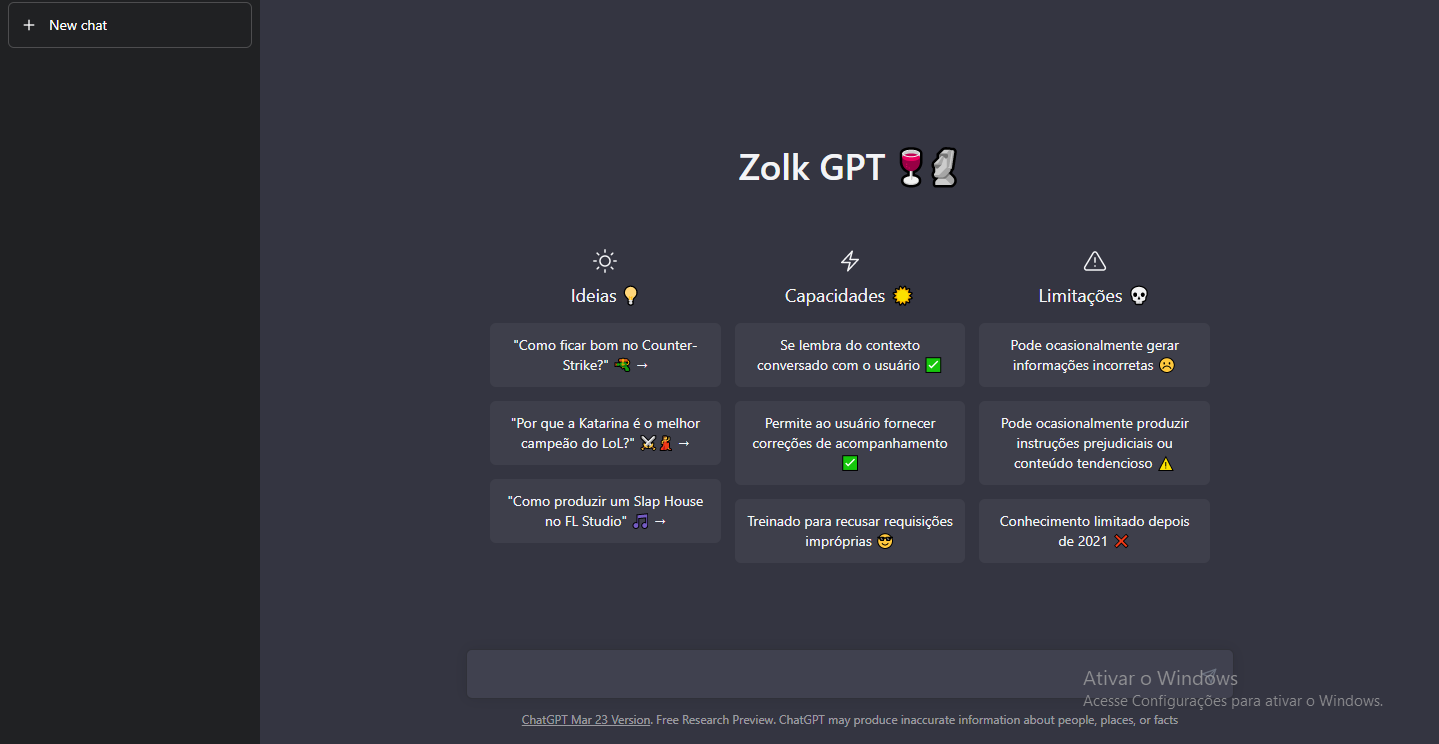 New chat
Zolk GPT 🍷🗿
Ideias 💡
"Como ficar bom no Counter-
Strike?" 🔫 →
"Por que a Katarina é o melhor
campeão do LoL?" ⚔️💃 →
"Como produzir um Slap House
no FL Studio" 🎵 →
Capacidades ☀️
Se lembra do contexto
conversado com o usuário ✅
Permite ao usuário fornecer
correções de acompanhamento
✅
Treinado para recusar requisições
impróprias 😎
Limitações 💀
Pode ocasionalmente gerar
informações incorretas ☹️
Pode ocasionalmente produzir
instruções prejudiciais ou
conteúdo tendencioso ⚠️
Conhecimento limitado depois
de 2021 ❌
Ativar o Windows
Acesse Configurações para ativar o Windows.
ChatGPT Mar 23 Version. Free Research Preview. ChatGPT may produce inaccurate information about people, places, or facts